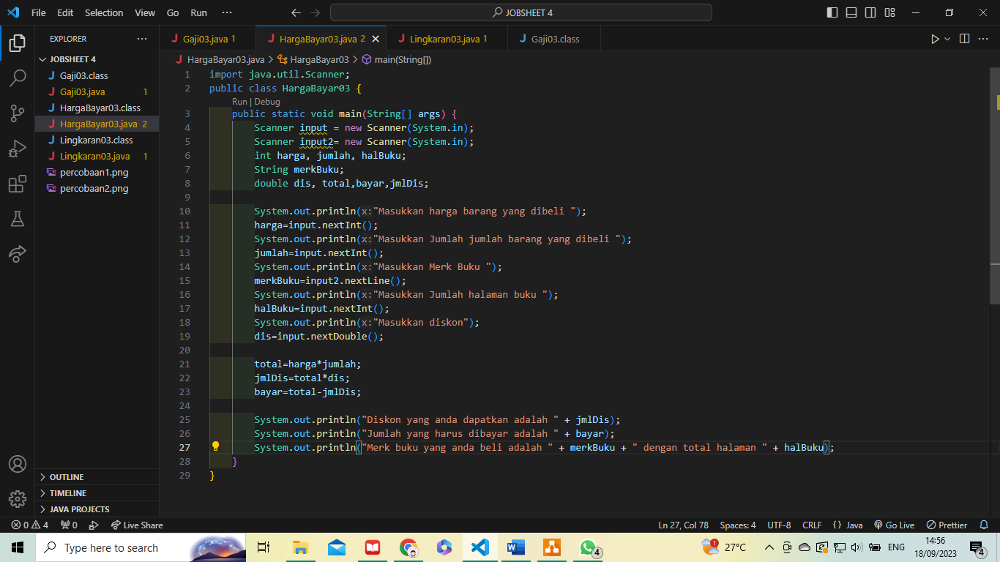 File Edit Selection View Go Run ··· JOBSHEET 4
EXPLORER ···
JOBSHEET 4
Gaji03.class
Gaji03.java 1
HargaBayar03.class
HargaBayar03.java 2
Lingkaran03.class
Lingkaran03.java 1
percobaan1.png
percobaan2.png
OUTLINE
TIMELINE
JAVA PROJECTS
Gaji03.java 1 HargaBayar03.java 2 Lingkaran03.java 1 Gaji03.class
HargaBayar03.java > HargaBayar03 > main(String[])
1 import java.util.Scanner;
2 public class HargaBayar03 {
Run | Debug
3 public static void main(String[] args) {
4 Scanner input = new Scanner(System.in);
5 Scanner input2= new Scanner(System.in);
6 int harga, jumlah, halBuku;
7 String merkBuku;
8 double dis, total,bayar,jmlDis;
9
10 System.out.println(x:"Masukkan harga barang yang dibeli ");
11 harga=input.nextInt();
12 System.out.println(x:"Masukkan Jumlah jumlah barang yang dibeli ");
13 jumlah=input.nextInt();
14 System.out.println(x:"Masukkan Merk Buku ");
15 merkBuku=input2.nextLine();
16 System.out.println(x:"Masukkan Jumlah halaman buku ");
17 halBuku=input.nextInt();
18 System.out.println(x:"Masukkan diskon");
19 dis=input.nextDouble();
20
21 total=harga*jumlah;
22 jmlDis=total*dis;
23 bayar=total-jmlDis;
24
25 System.out.println("Diskon yang anda dapatkan adalah " + jmlDis);
26 System.out.println("Jumlah yang harus dibayar adalah " + bayar);
27 System.out.println("Merk buku yang anda beli adalah " + merkBuku + " dengan total halaman " + halBuku);
28 }
29 }
0 4 0 Live Share Ln 27, Col 78 Spaces: 4 UTF-8 CRLF {} Java Go Live Prettier
Type here to search 4 1 27°C ENG 14:56 4
18/09/2023